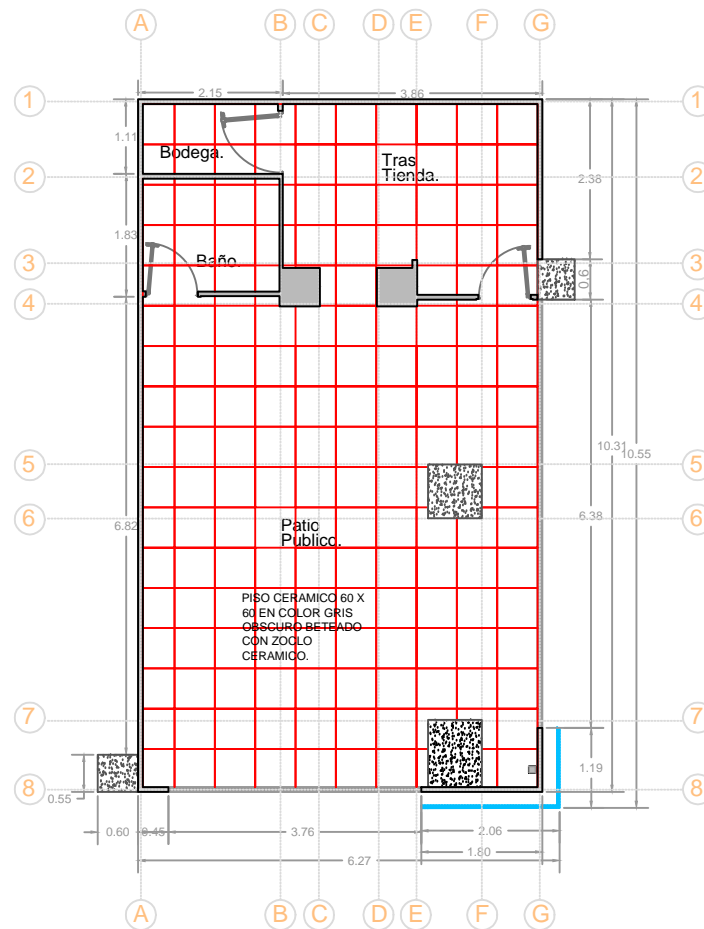 A B C D E F G
2.15 3.86
1 1
1.11
Bodega.
Tras
Tienda.
2 2
2.38
1.83
Baño.
3 3
0.6
4 4
5 5
10.31 10.55
6 6
6.82 6.38
Patio
Publico.
PISO CERAMICO 60 X
60 EN COLOR GRIS
OBSCURO BETEADO
CON ZOCLO
CERAMICO.
7 7
1.19
8 8
0.55
0.60 0.45 3.76 2.06
1.80
6.27
A B C D E F G